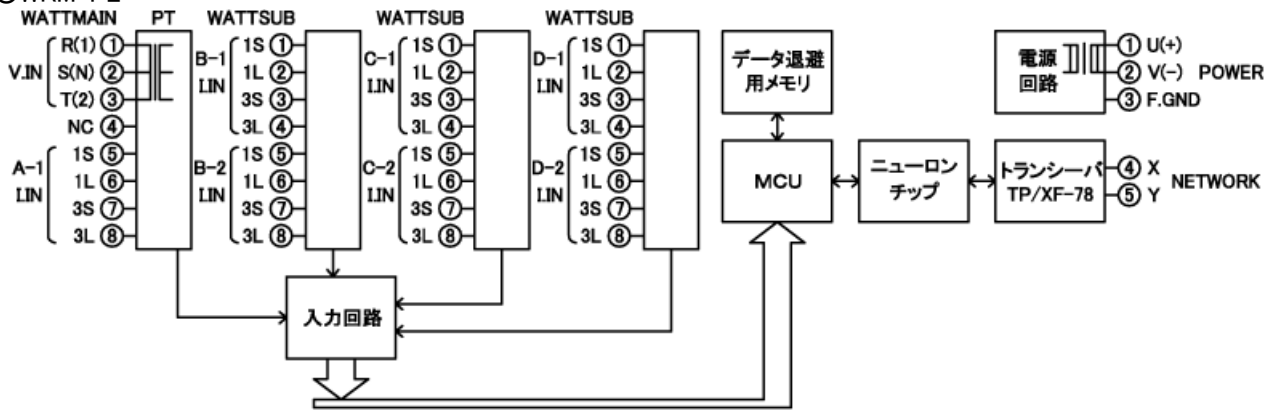 WATTMAIN PT WATTSUB WATTSUB WATTSUB
V.IN
R(1) ①
S(N) ②
T(2) ③
NC ④
A-1
I.IN
1S ⑤
1L ⑥
3S ⑦
3L ⑧
B-1
I.IN
1S ①
1L ②
3S ③
3L ④
B-2
I.IN
1S ⑤
1L ⑥
3S ⑦
3L ⑧
C-1
I.IN
1S ①
1L ②
3S ③
3L ④
C-2
I.IN
1S ⑤
1L ⑥
3S ⑦
3L ⑧
D-1
I.IN
1S ①
1L ②
3S ③
3L ④
D-2
I.IN
1S ⑤
1L ⑥
3S ⑦
3L ⑧
入力回路
データ退避
用メモリ
MCU
ニューロン
チップ
トランシーバ
TP/XF-78
④ X
⑤ Y
NETWORK
電源
回路
① U(+)
② V(-)
③ F.GND
POWER